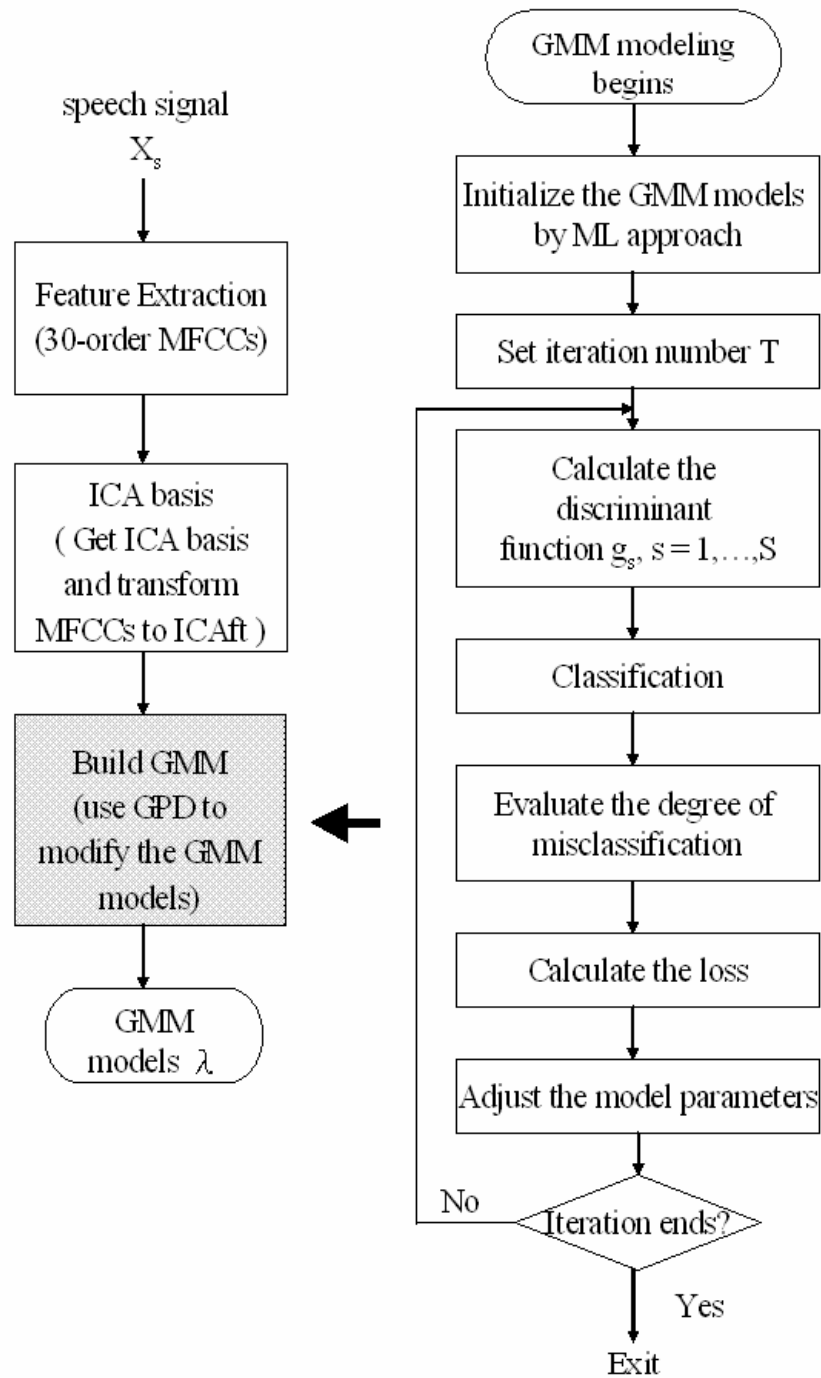 speech signal
Xs
Feature Extraction
(30-order MFCCs)
ICA basis
( Get ICA basis
and transform
MFCCs to ICAft )
Build GMM
(use GPD to
modify the GMM
models)
GMM
models λ
GMM modeling
begins
Initialize the GMM models
by ML approach
Set iteration number T
Calculate the
discriminant
function gs, s = 1,…,S
Classification
Evaluate the degree of
misclassification
Calculate the loss
Adjust the model parameters
No
Iteration ends?
Yes
Exit